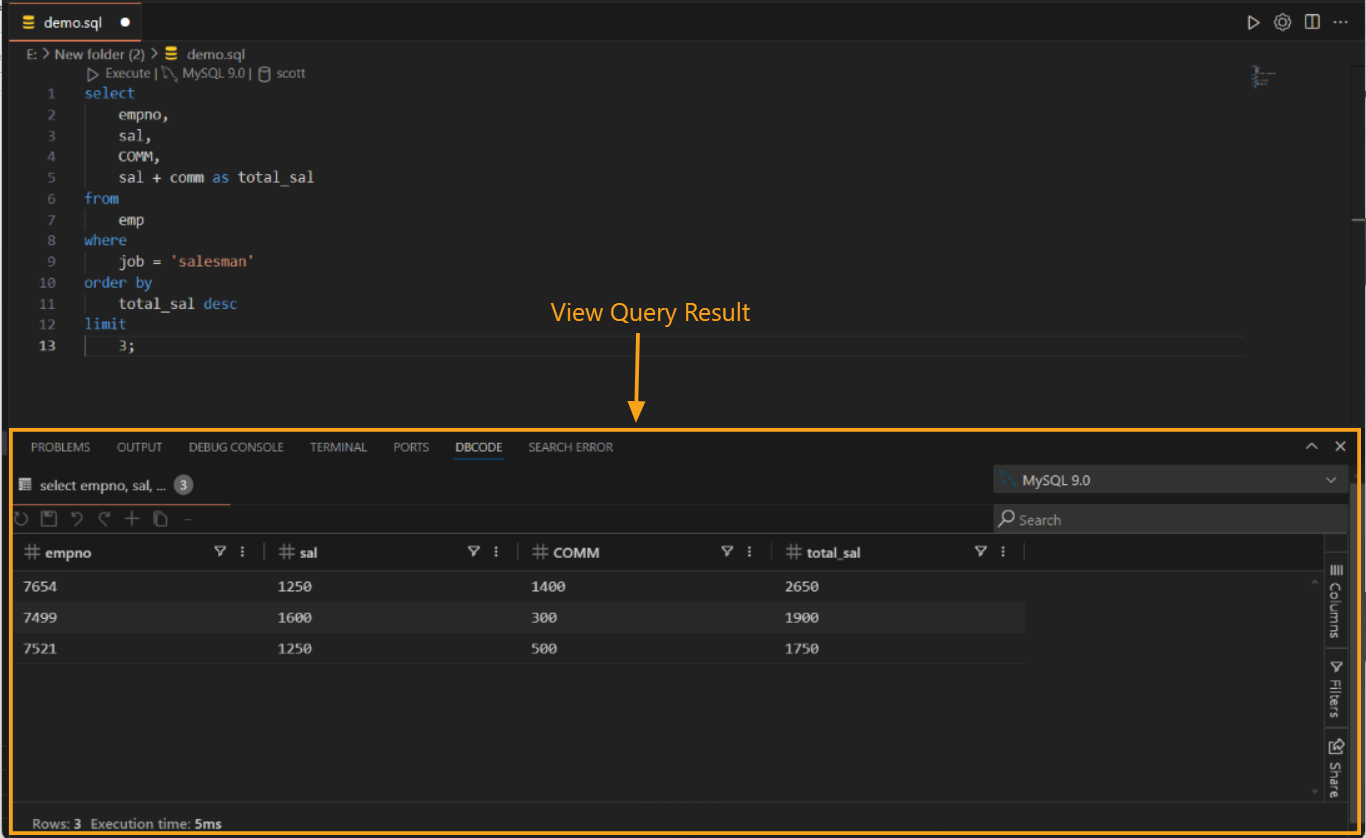 demo.sql
E: > New folder (2) > demo.sql
Execute | MySQL 9.0 | scott
1 select
2 empno,
3 sal,
4 COMM,
5 sal + comm as total_sal
6 from
7 emp
8 where
9 job = 'salesman'
10 order by
11 total_sal desc
12 limit
13 3;
View Query Result
PROBLEMS OUTPUT DEBUG CONSOLE TERMINAL PORTS DBCODE SEARCH ERROR
select empno, sal, ... 3
MySQL 9.0
Search
empno sal COMM total_sal
7654 1250 1400 2650
7499 1600 300 1900
7521 1250 500 1750
Columns
Filters
Share
Rows: 3 Execution time: 5ms